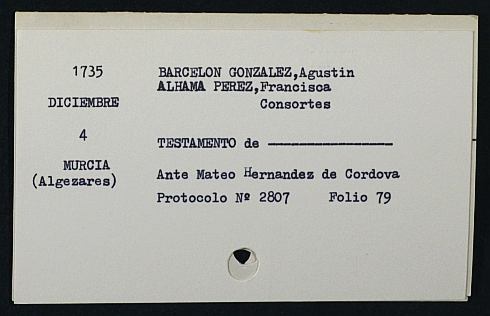 1735 BARCELON GONZALEZ,Agustin
ALHAMA PEREZ,Francisca
DICIEMBRE Consortes
4 TESTAMENTO de ----------------
MURCIA
(Algezares) Ante Mateo Hernandez de Cordova
Protocolo Nº 2807 Folio 79